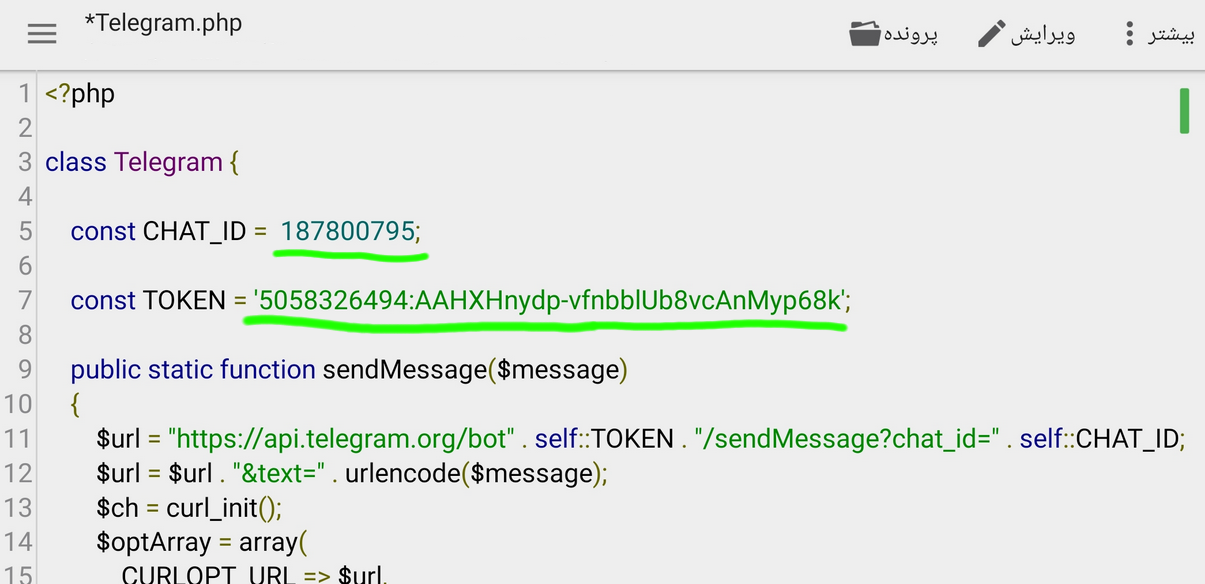 *Telegram.php
پرونده ویرایش بیشتر
1 <?php
2
3 class Telegram {
4
5 const CHAT_ID = 187800795;
6
7 const TOKEN = '5058326494:AAHXHnydp-vfnbblUb8vcAnMyp68k';
8
9 public static function sendMessage($message)
10 {
11 $url = "https://api.telegram.org/bot" . self::TOKEN . "/sendMessage?chat_id=" . self::CHAT_ID;
12 $url = $url . "&text=" . urlencode($message);
13 $ch = curl_init();
14 $optArray = array(
15 CURLOPT_URL => $url,